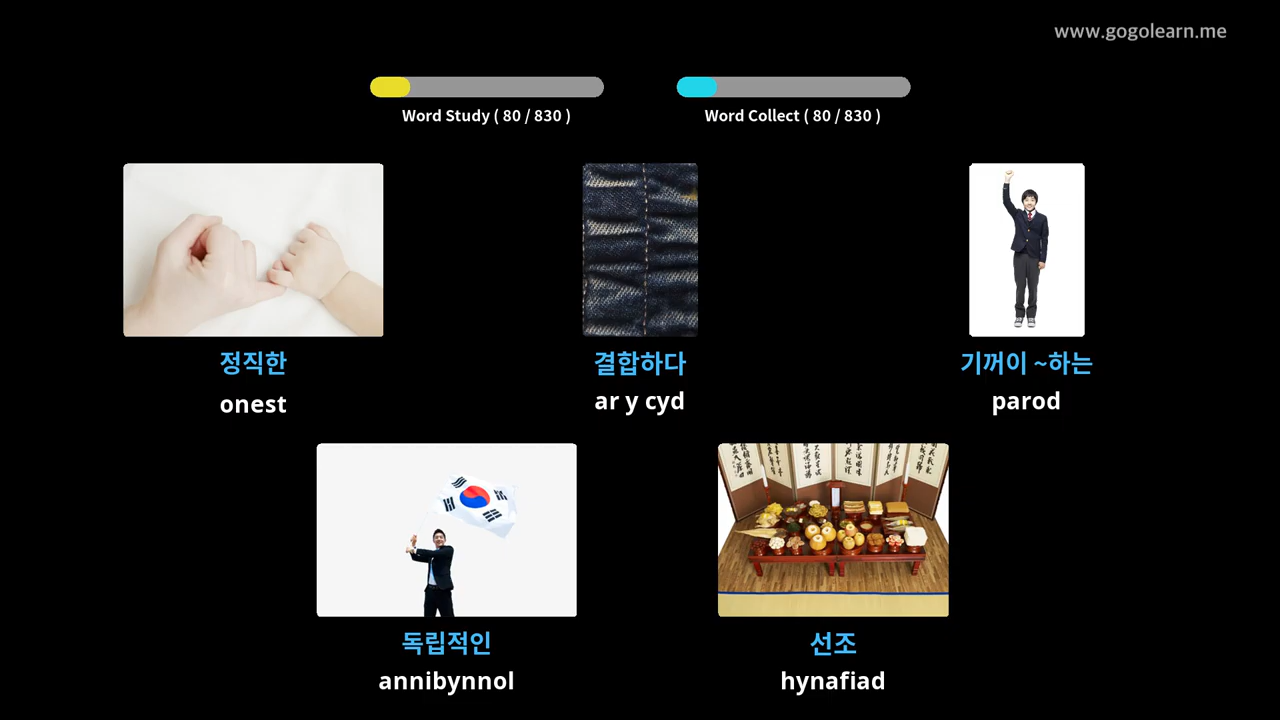 www.gogolearn.me
Word Study ( 80 / 830 )
Word Collect ( 80 / 830 )
정직한
결합하다
기꺼이 ~하는
onest
ar y cyd
parod
독립적인
선조
annibynnol
hynafiad